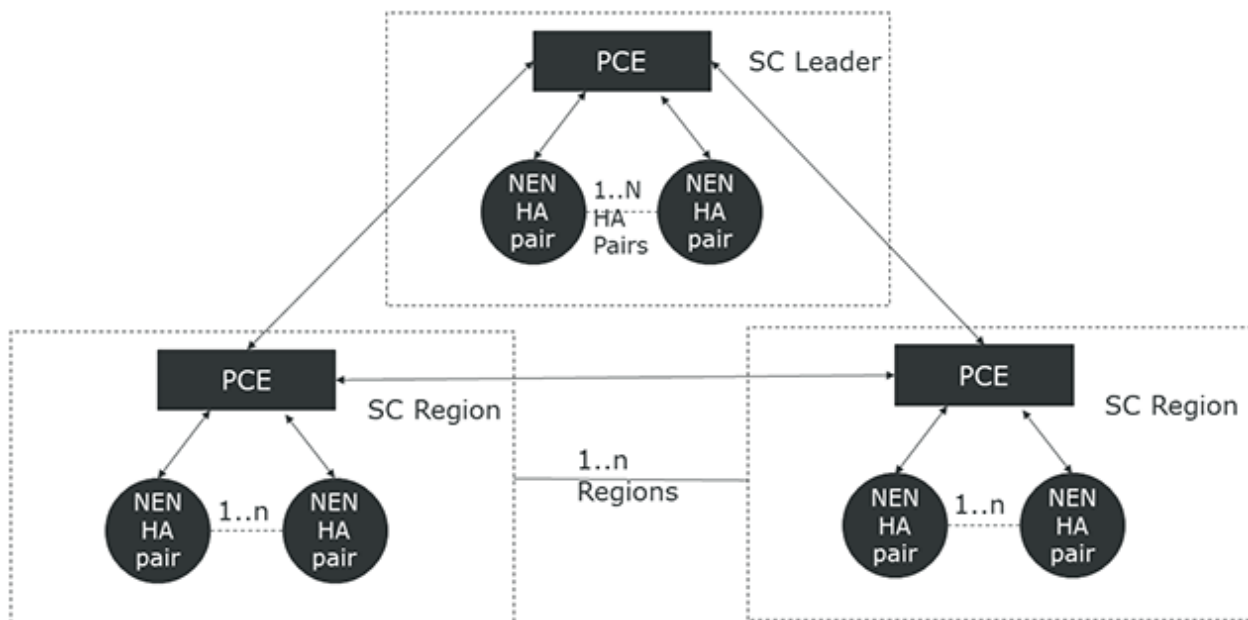 PCE
SC Leader
NEN
HA
pair
1..N
HA
Pairs
NEN
HA
pair
PCE
SC Region
PCE
SC Region
1..n
Regions
NEN
HA
pair
1..n
NEN
HA
pair
NEN
HA
pair
1..n
NEN
HA
pair